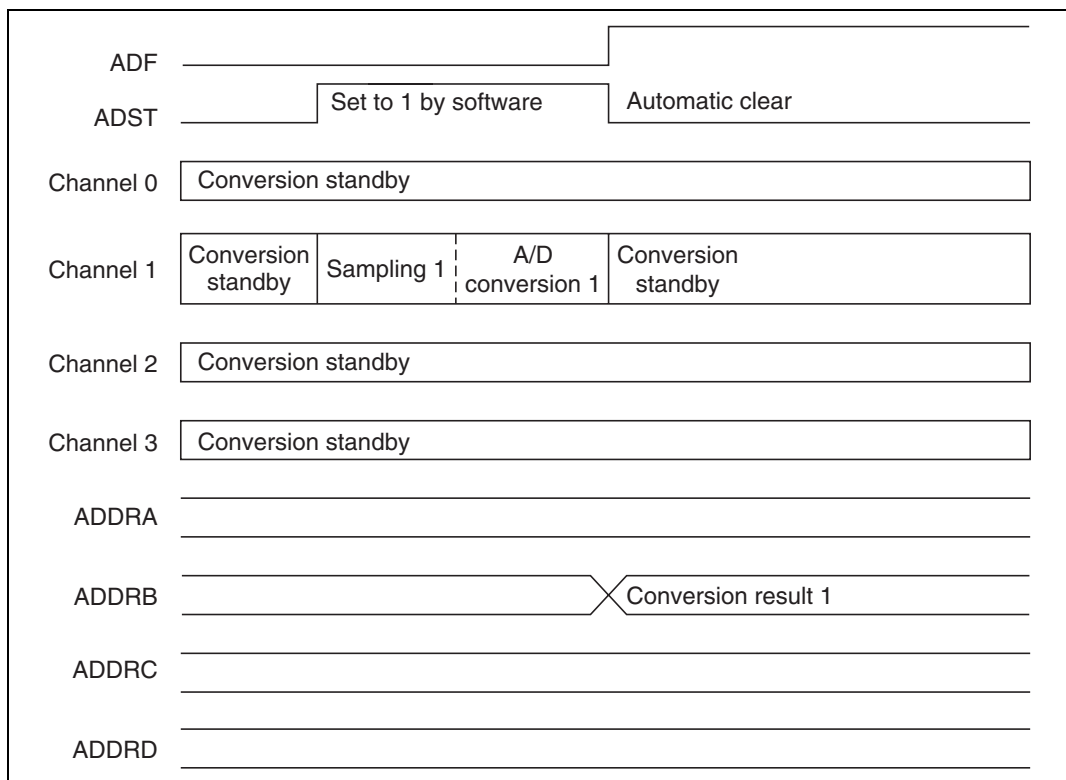 ADF
ADST Set to 1 by software Automatic clear
Channel 0 Conversion standby
Channel 1 Conversion standby Sampling 1 A/D conversion 1 Conversion standby
Channel 2 Conversion standby
Channel 3 Conversion standby
ADDRA
ADDRB Conversion result 1
ADDRC
ADDRD